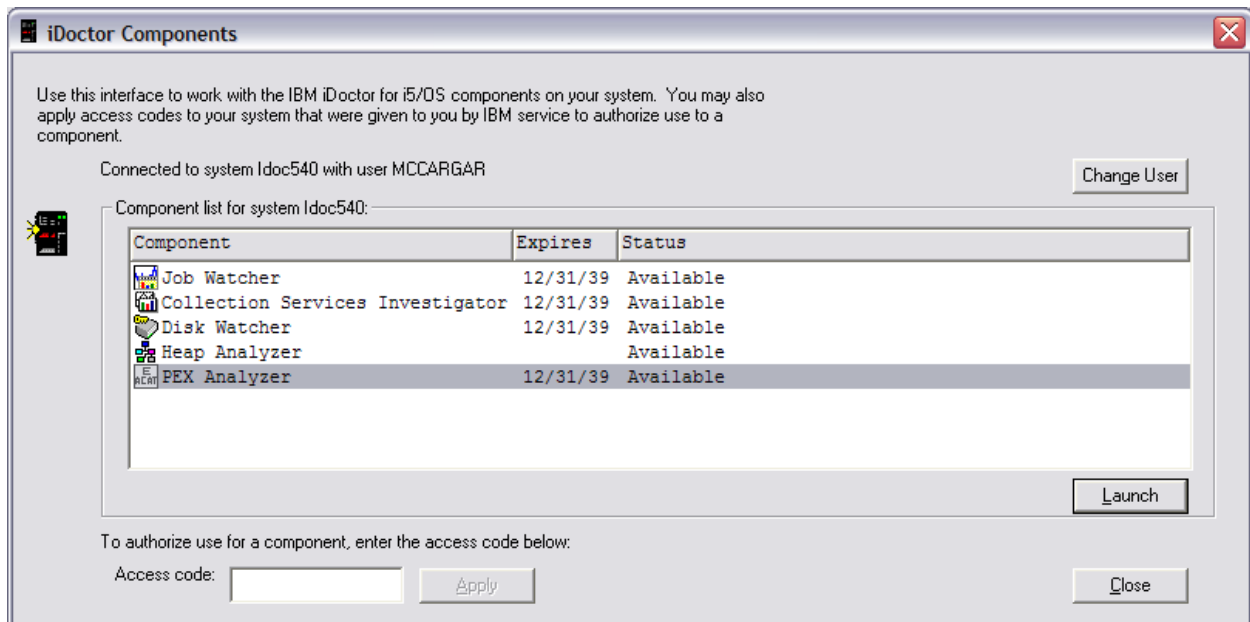 iDoctor Components
Use this interface to work with the IBM iDoctor for i5/OS components on your system.  You may also
apply access codes to your system that were given to you by IBM service to authorize use to a
component.
Connected to system Idoc540 with user MCCARGAR
Change User
Component list for system Idoc540:
Component Expires Status
Job Watcher 12/31/39 Available
Collection Services Investigator 12/31/39 Available
Disk Watcher 12/31/39 Available
Heap Analyzer Available
PEX Analyzer 12/31/39 Available
Launch
To authorize use for a component, enter the access code below:
Access code: Apply Close